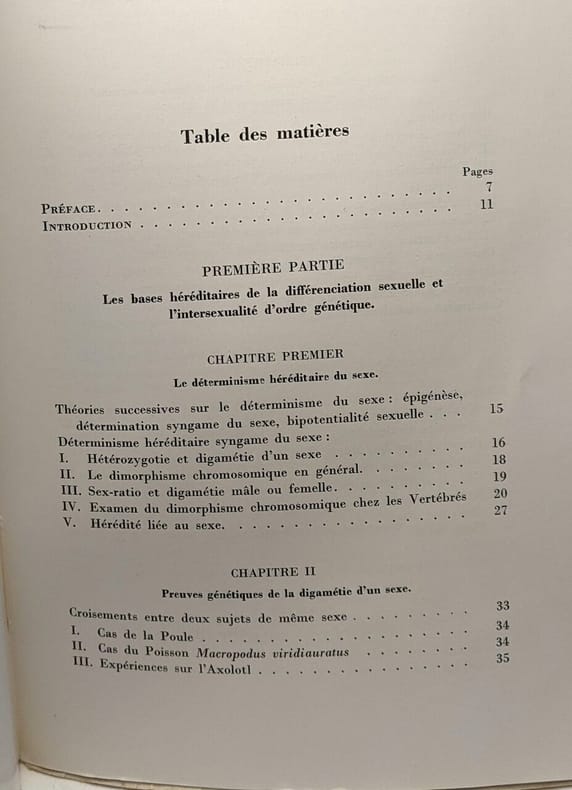 Table des matières
Pages
PRÉFACE. . . . . . . . . . . . . . . . . . . . . . . . . . 7
INTRODUCTION . . . . . . . . . . . . . . . . . . . . . . . 11
PREMIÈRE PARTIE
Les bases héréditaires de la différenciation sexuelle et
l'intersexualité d'ordre génétique.
CHAPITRE PREMIER
Le déterminisme héréditaire du sexe.
Théories successives sur le déterminisme du sexe : épigénèse,
détermination syngame du sexe, bipotentialité sexuelle . . . 15
Déterminisme héréditaire syngame du sexe :
I. Hétérozygotie et digamétie d'un sexe . . . . . . . . . 16
II. Le dimorphisme chromosomique en général. . . . . . . . 18
III. Sex-ratio et digamétie mâle ou femelle. . . . . . . . . 19
IV. Examen du dimorphisme chromosomique chez les Vertébrés 20
V. Hérédité liée au sexe. . . . . . . . . . . . . . . . . . 27
CHAPITRE II
Preuves génétiques de la digamétie d'un sexe.
Croisements entre deux sujets de même sexe . . . . . . . . . 33
I. Cas de la Poule . . . . . . . . . . . . . . . . . . . . 34
II. Cas du Poisson Macropodus viridiauratus . . . . . . . . 34
III. Expériences sur l'Axolotl . . . . . . . . . . . . . . . 35